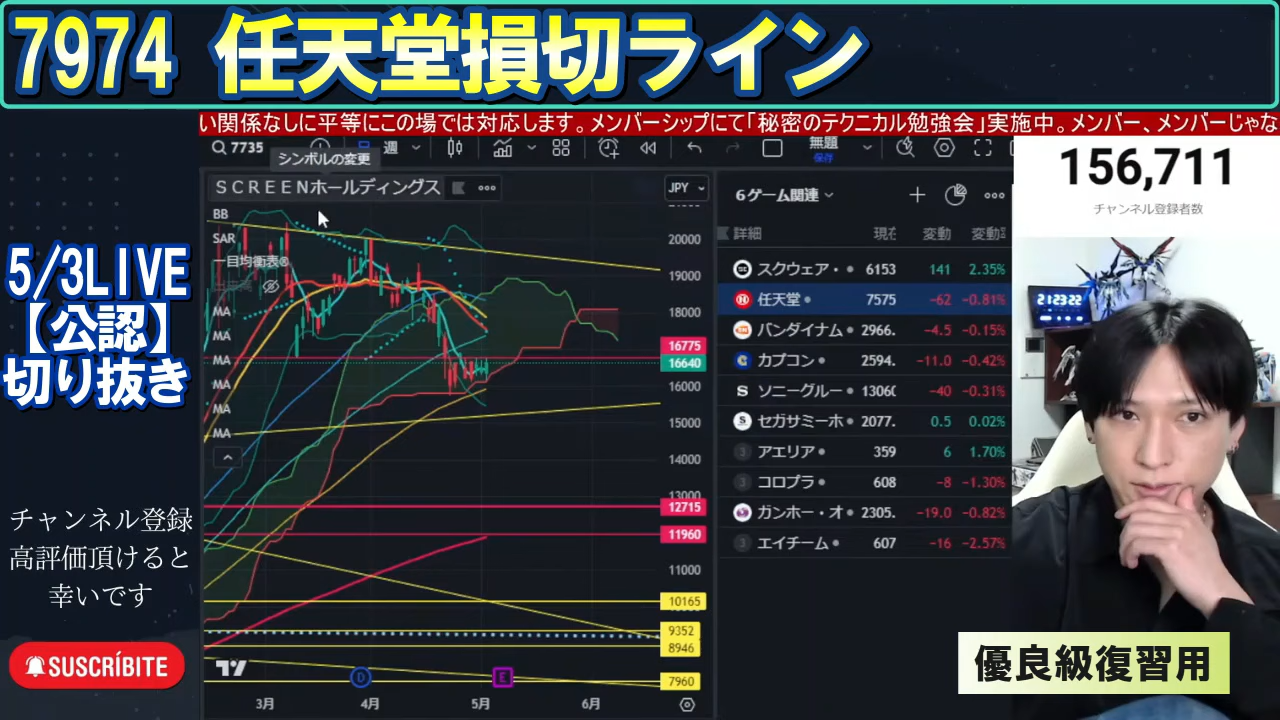 7974 任天堂損切ライン
い関係なしに平等にこの場では対応します。メンバーシップにて「秘密のテクニカル勉強会」実施中。メンバー、メンバーじゃな
7735
週
無題
保存
シンボルの変更
SCREENホールディングス
JPY
BB
SAR
一目均衡表
MA
MA
MA
MA
MA
MA
20000
19000
18000
16775
16640
16000
15000
14000
13000
12715
11960
11000
10165
9352
8946
7960
3月
4月
5月
6月
D
E
6ゲーム関連
詳細
現在
変動
変動
スクウェア・ 6153 141 2.35%
任天堂 7575 -62 -0.81%
バンダイナム 2966. -4.5 -0.15%
カプコン 2594. -11.0 -0.42%
ソニーグルー 1306 -40 -0.31%
セガサミーホ 2077. 0.5 0.02%
アエリア 359 6 1.70%
コロプラ 608 -8 -1.30%
ガンホー・オ 2305. -19.0 -0.82%
エイチーム 607 -16 -2.57%
156,711
チャンネル登録者数
21:23:22
5/3LIVE
【公認】
切り抜き
チャンネル登録
高評価頂けると
幸いです
SUSCRÍBITE
優良級復習用